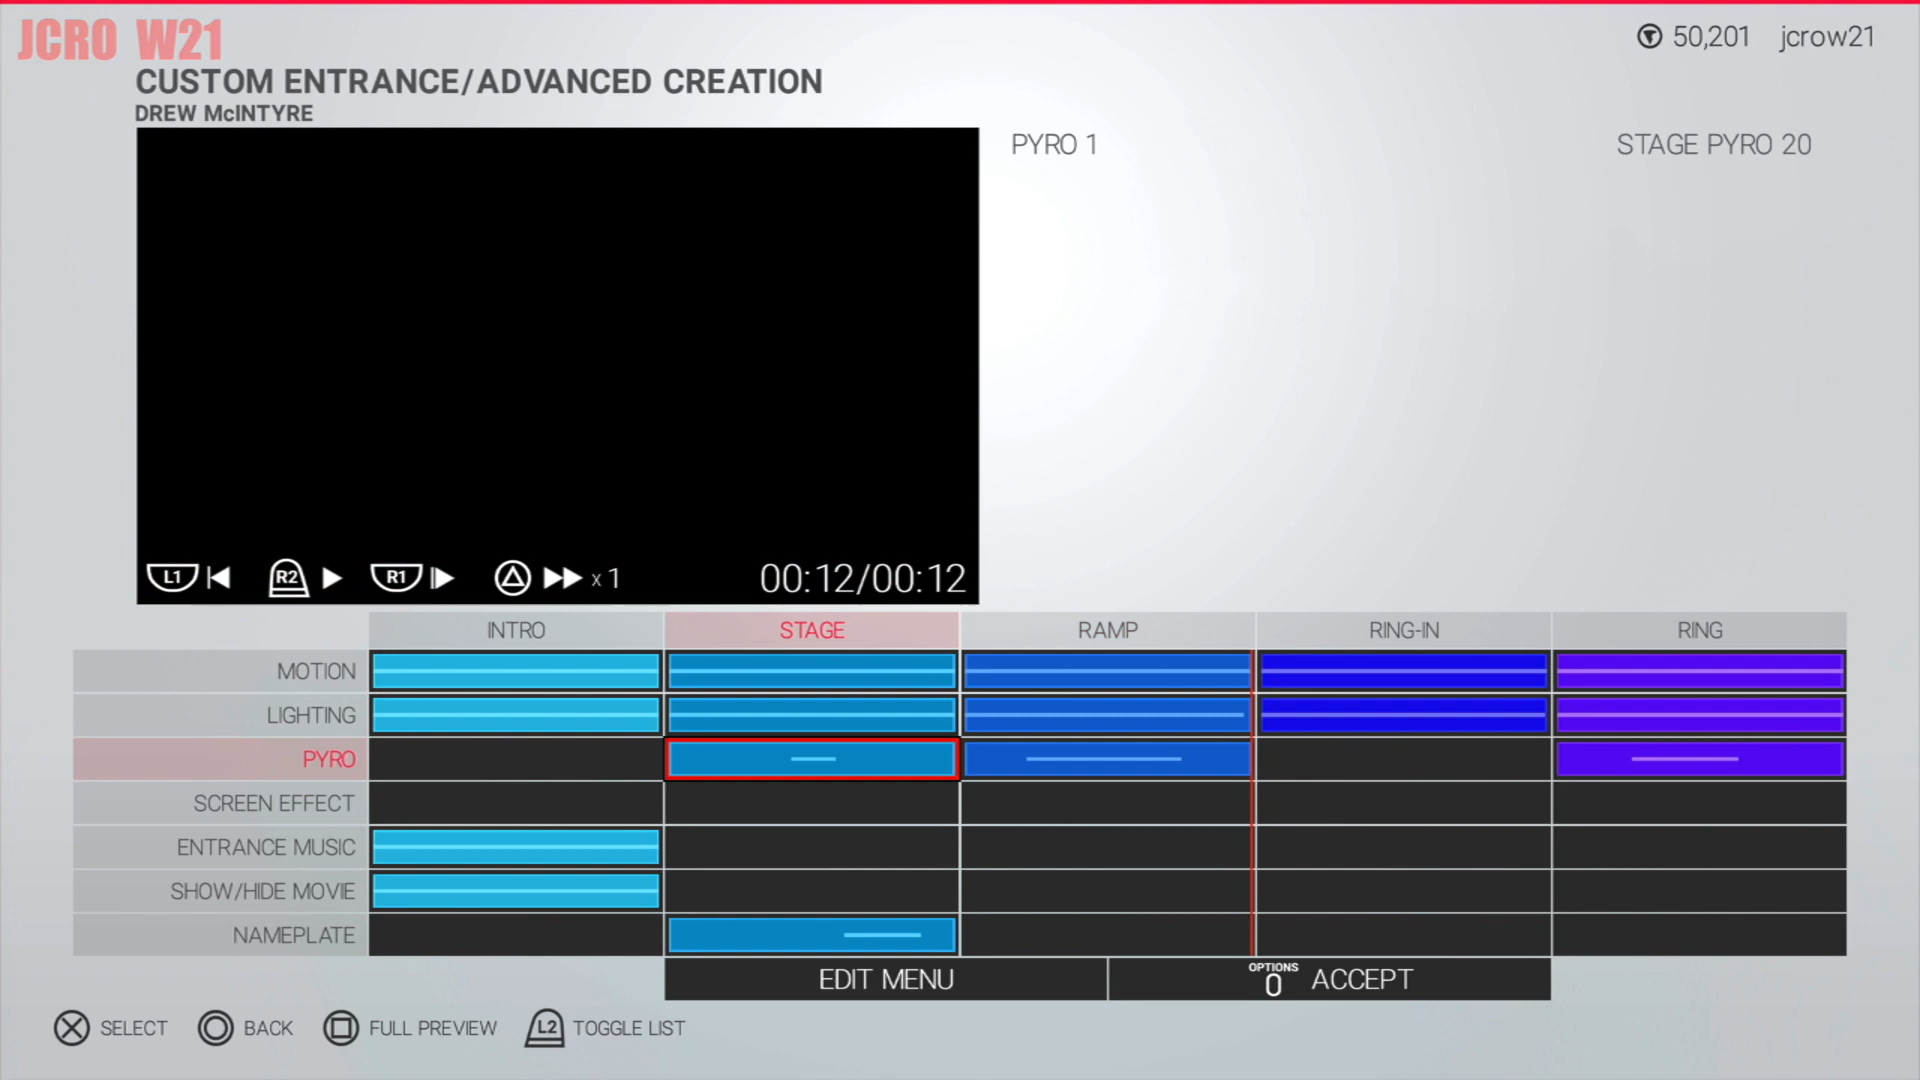 JCRO W21
50,201 jcrow21
CUSTOM ENTRANCE/ADVANCED CREATION
DREW McINTYRE
PYRO 1 STAGE PYRO 20
L1 R2 R1 x 1 00:12/00:12
INTRO STAGE RAMP RING-IN RING
MOTION
LIGHTING
PYRO
SCREEN EFFECT
ENTRANCE MUSIC
SHOW/HIDE MOVIE
NAMEPLATE
EDIT MENU OPTIONS ACCEPT
SELECT BACK FULL PREVIEW L2 TOGGLE LIST